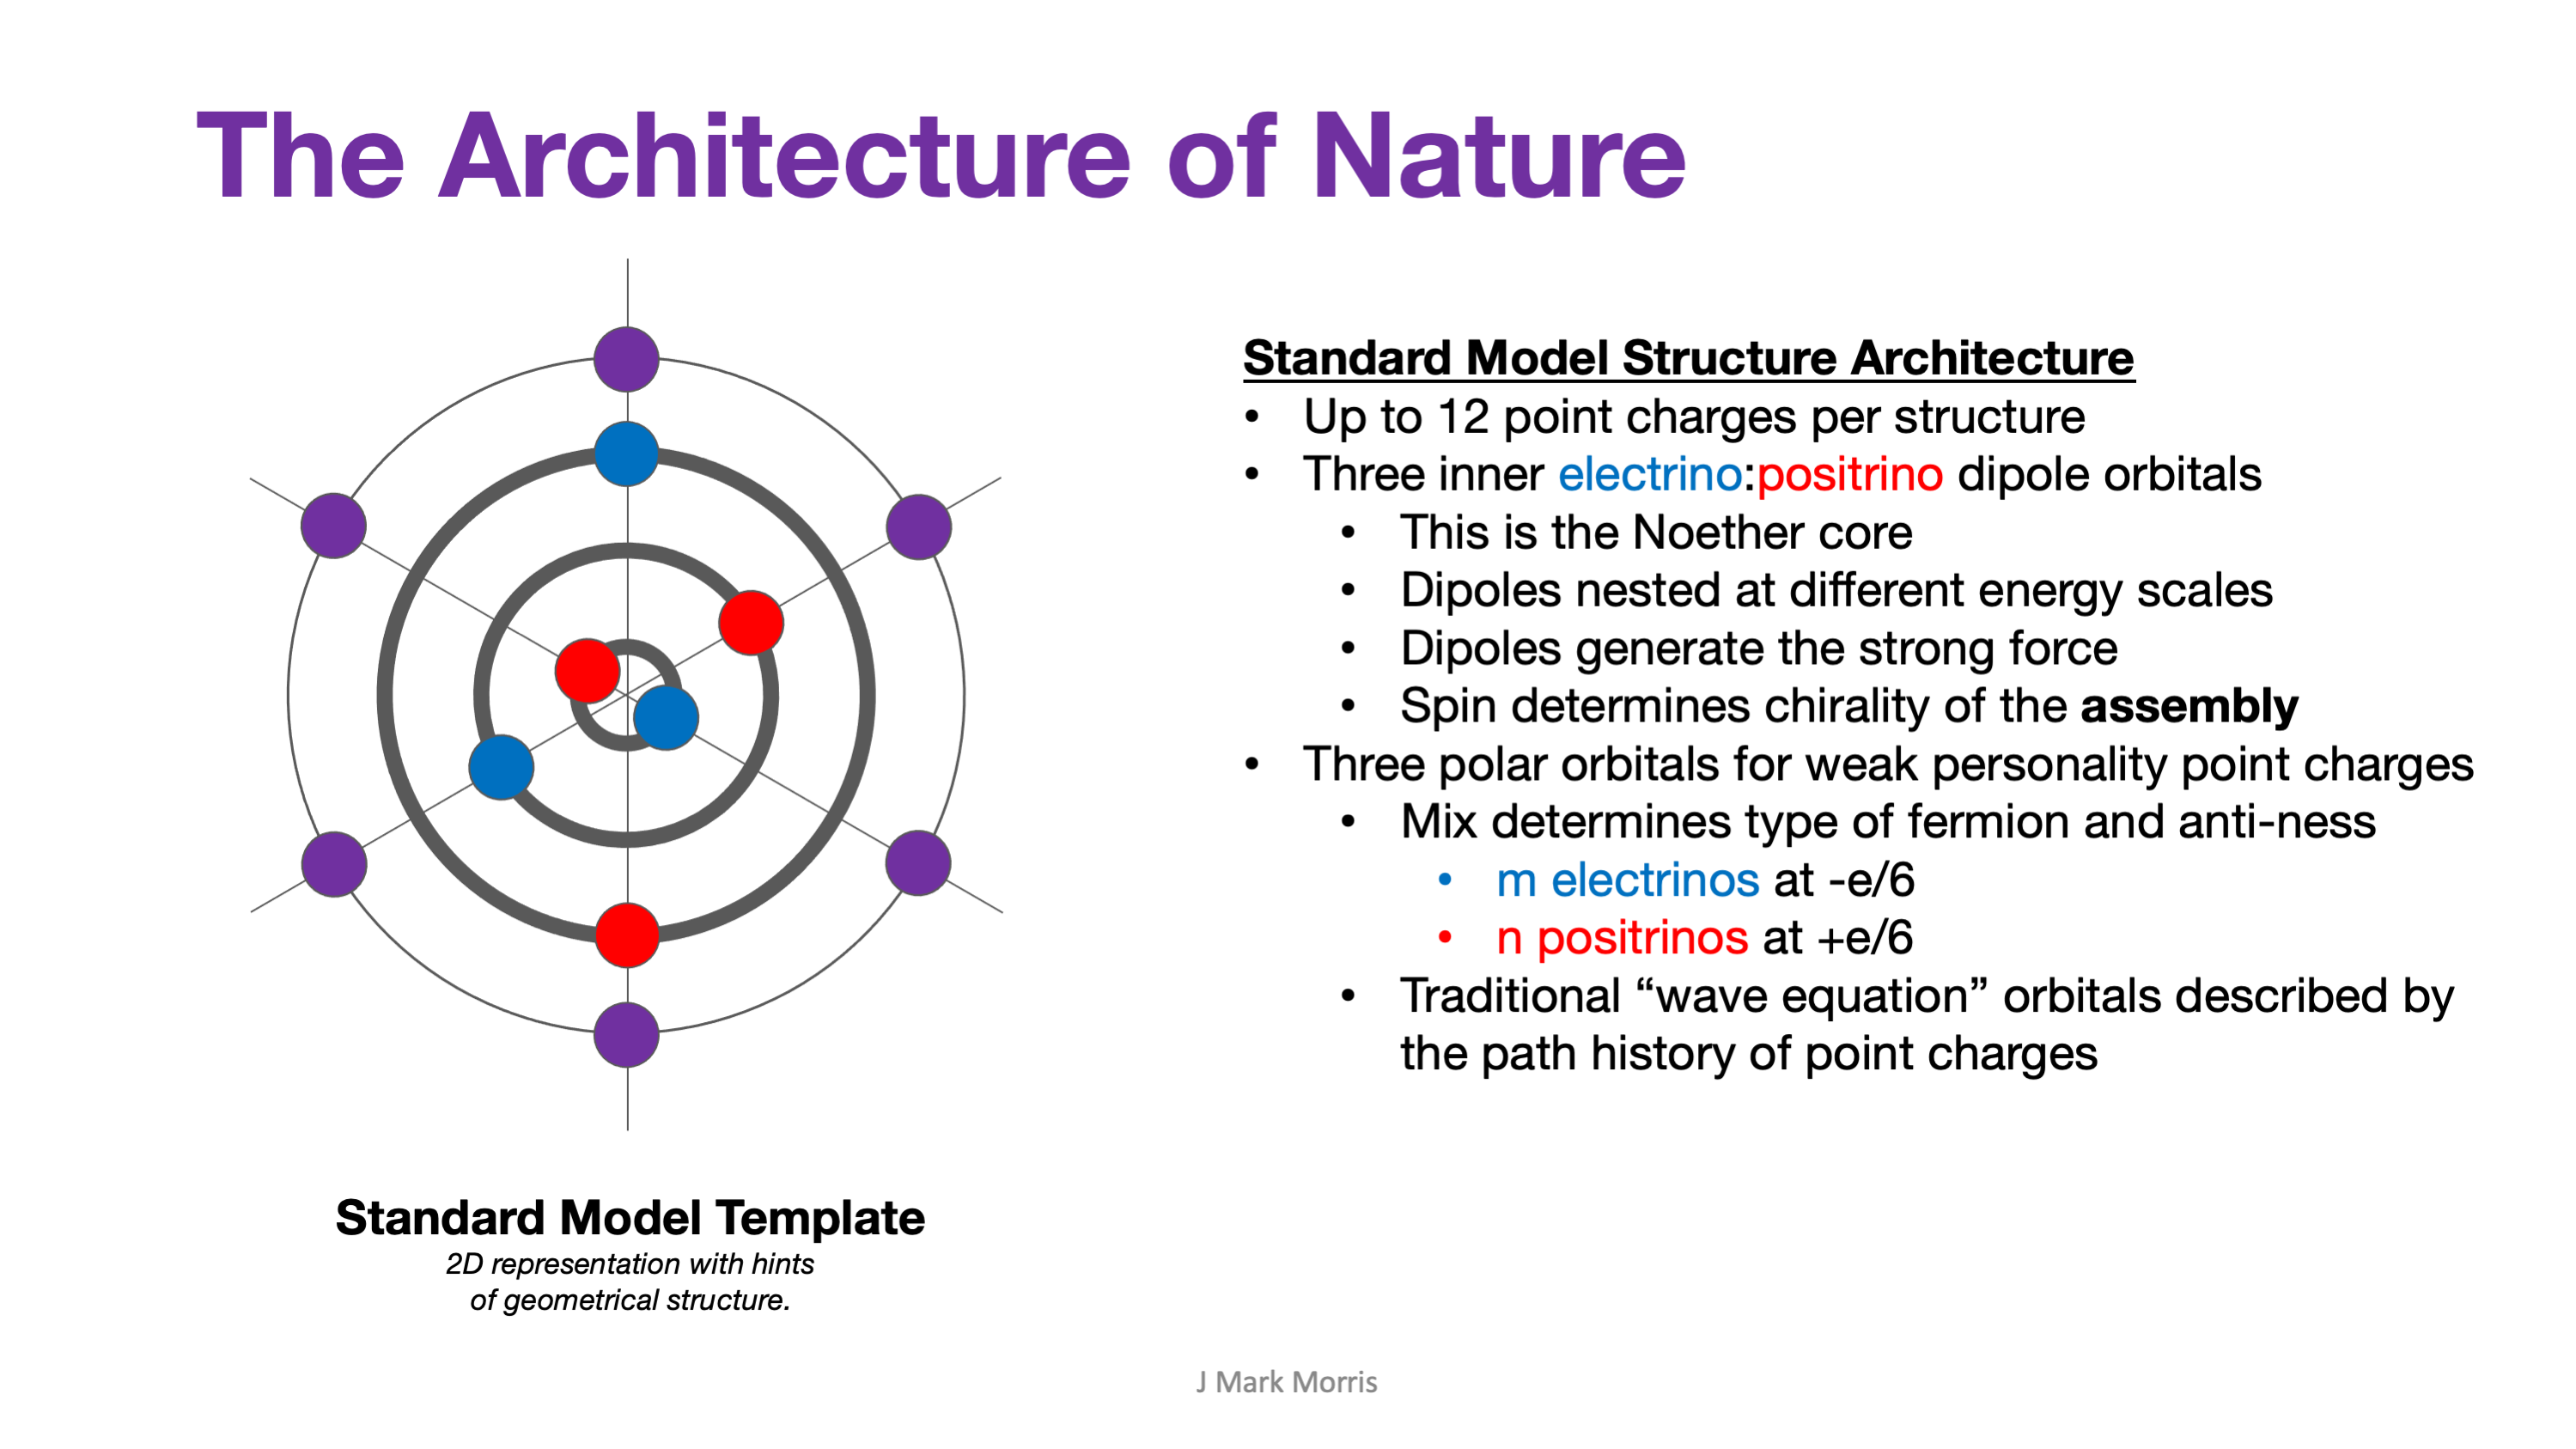 The Architecture of Nature
Standard Model Structure Architecture
• Up to 12 point charges per structure
• Three inner electrino:positrino dipole orbitals
• This is the Noether core
• Dipoles nested at different energy scales
• Dipoles generate the strong force
• Spin determines chirality of the assembly
• Three polar orbitals for weak personality point charges
• Mix determines type of fermion and anti-ness
• m electrinos at -e/6
• n positrinos at +e/6
• Traditional “wave equation” orbitals described by
the path history of point charges
Standard Model Template
2D representation with hints
of geometrical structure.
J Mark Morris